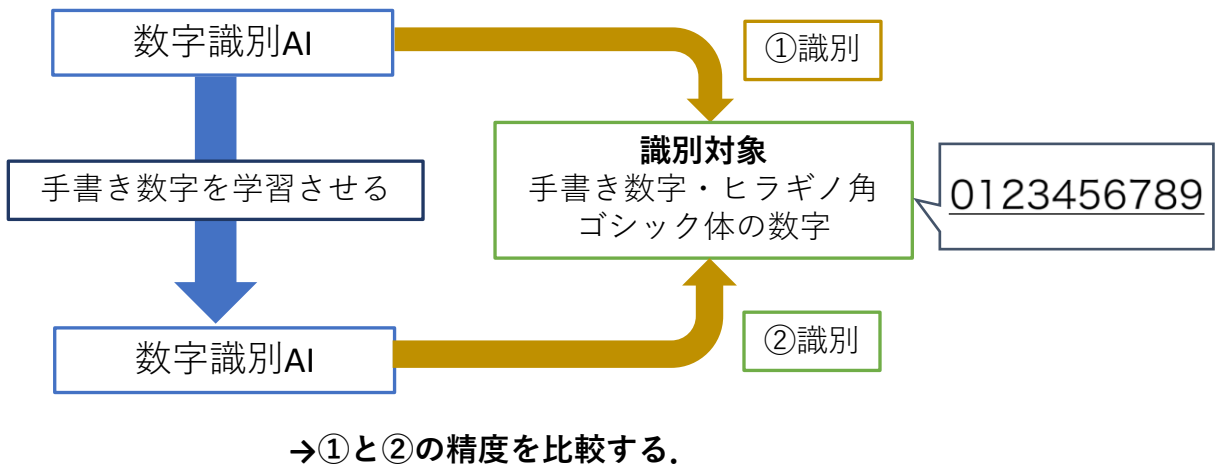 数字識別AI
①識別
識別対象
手書き数字・ヒラギノ角
ゴシック体の数字
0123456789
手書き数字を学習させる
数字識別AI
②識別
→①と②の精度を比較する.